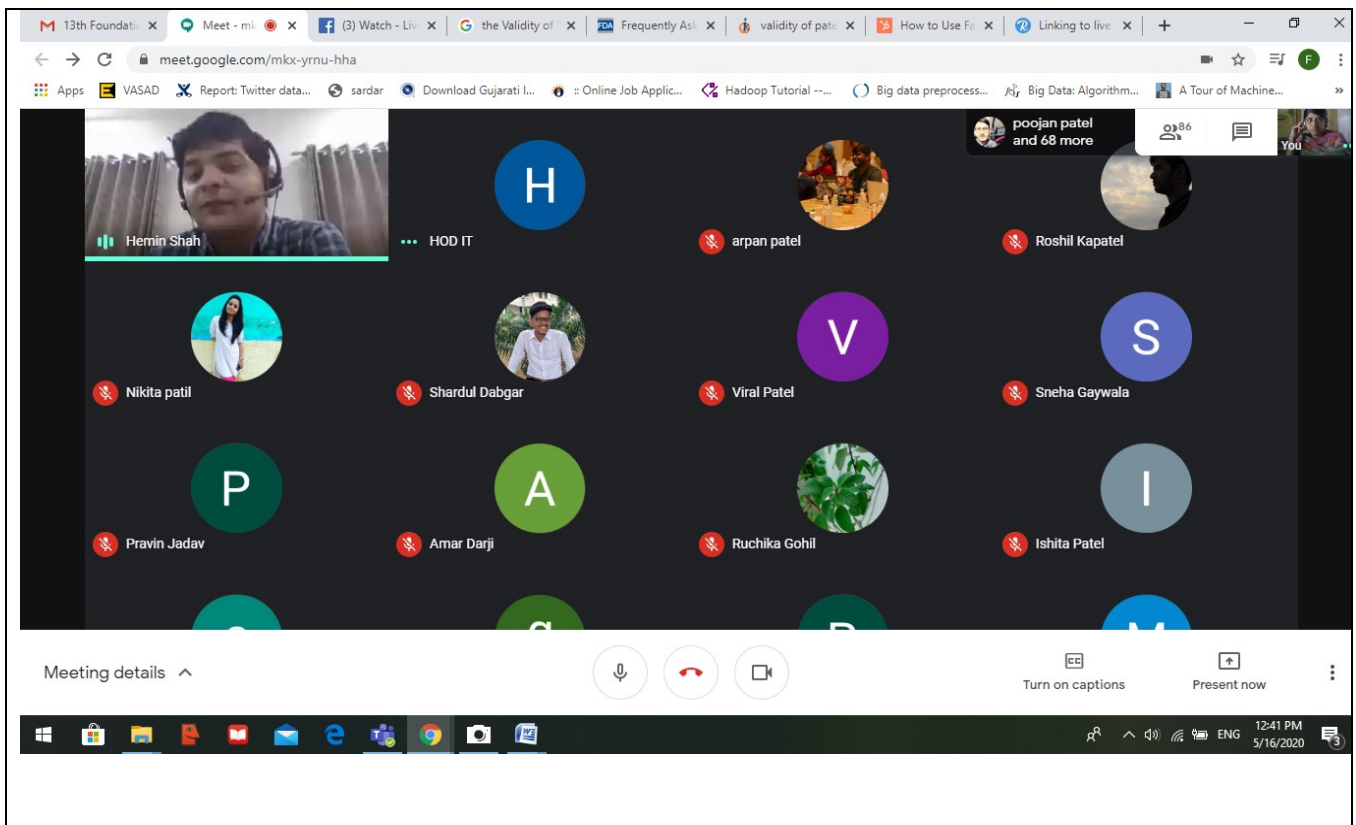 13th Foundatio
Meet - mk
(3) Watch - Liv
the Validity of
Frequently Ask
validity of pate
How to Use Fa
Linking to live
meet.google.com/mkx-yrnu-hha
F
Apps
VASAD
Report: Twitter data...
sardar
Download Gujarati l...
:: Online Job Applic...
Hadoop Tutorial --...
Big data preprocess...
Big Data: Algorithm...
A Tour of Machine...
poojan patel
and 68 more
86
You
H
Hemin Shah
HOD IT
arpan patel
Roshil Kapatel
V
S
Nikita patil
Shardul Dabgar
Viral Patel
Sneha Gaywala
P
A
I
Pravin Jadav
Amar Darji
Ruchika Gohil
Ishita Patel
Meeting details
CC
Turn on captions
Present now
ENG
12:41 PM
5/16/2020
3